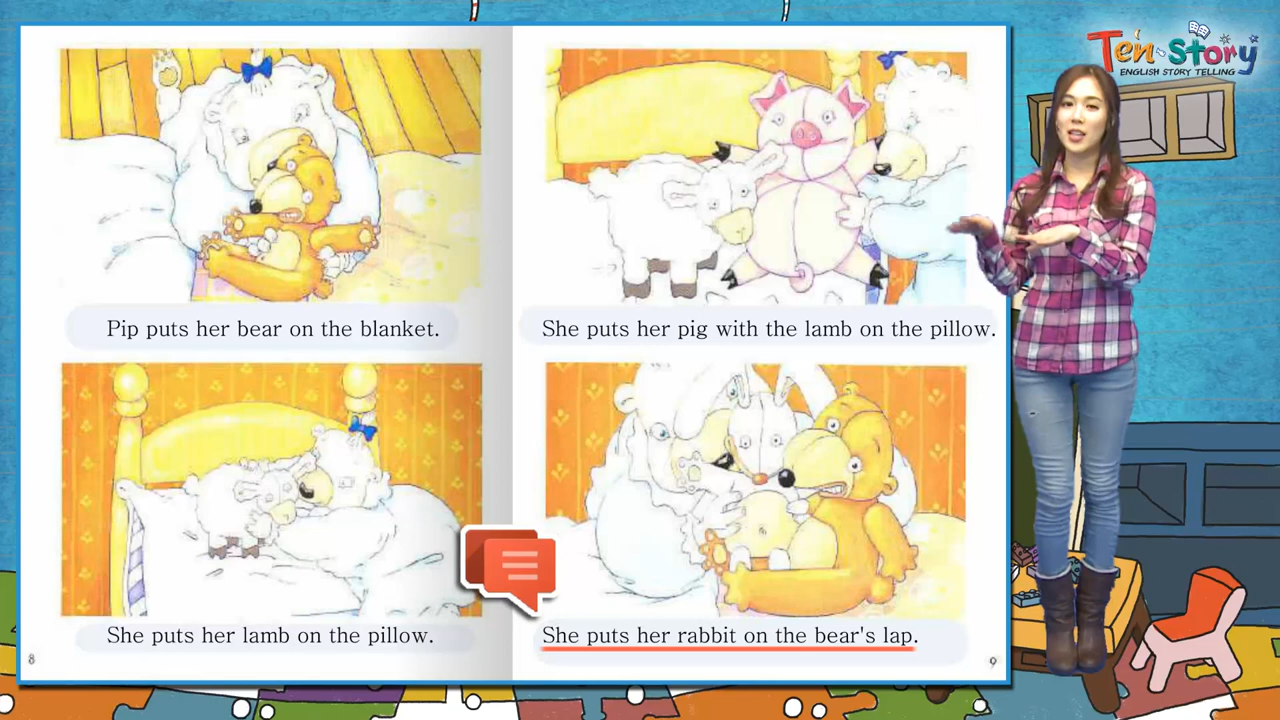 Ten-Story
ENGLISH STORY TELLING
Pip puts her bear on the blanket.
She puts her lamb on the pillow.
8
She puts her pig with the lamb on the pillow.
She puts her rabbit on the bear's lap.
9